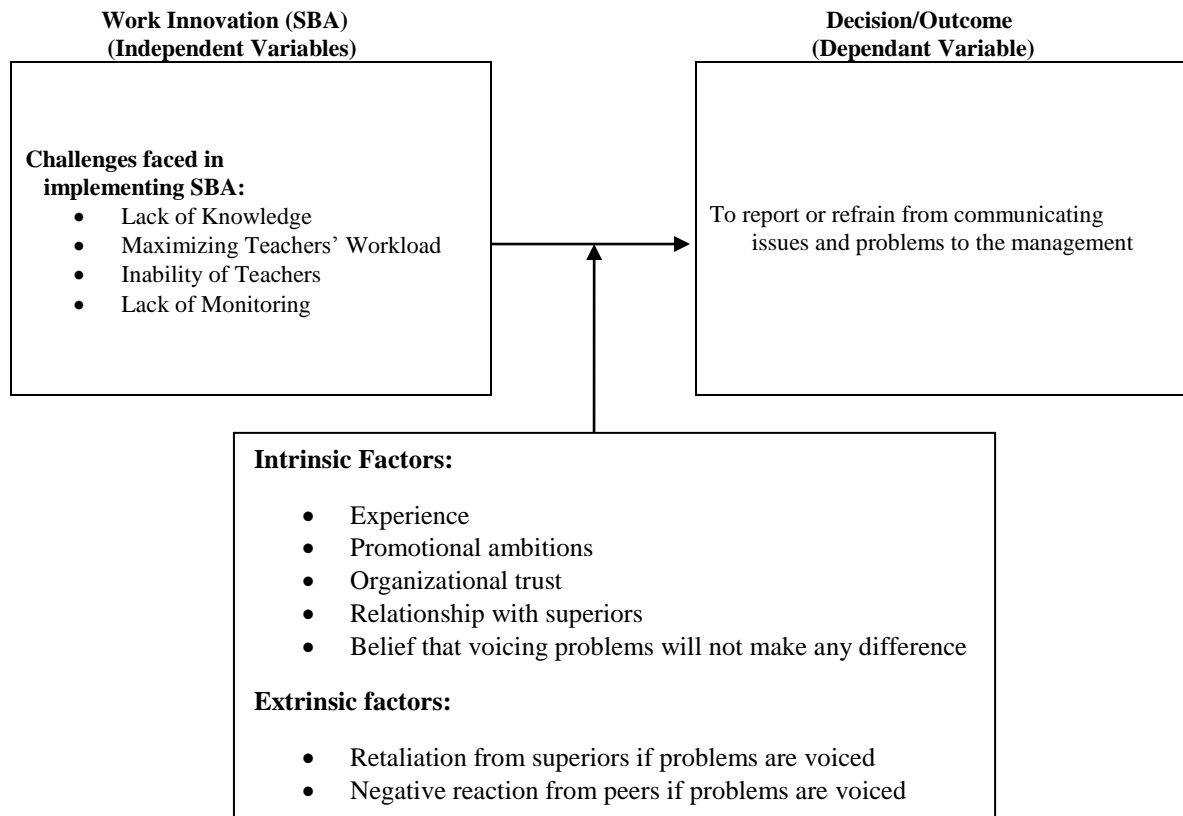 Work Innovation (SBA)
(Independent Variables)
Decision/Outcome
(Dependant Variable)
Challenges faced in
implementing SBA:
• Lack of Knowledge
• Maximizing Teachers’ Workload
• Inability of Teachers
• Lack of Monitoring
To report or refrain from communicating
issues and problems to the management
Intrinsic Factors:
• Experience
• Promotional ambitions
• Organizational trust
• Relationship with superiors
• Belief that voicing problems will not make any difference
Extrinsic factors:
• Retaliation from superiors if problems are voiced
• Negative reaction from peers if problems are voiced